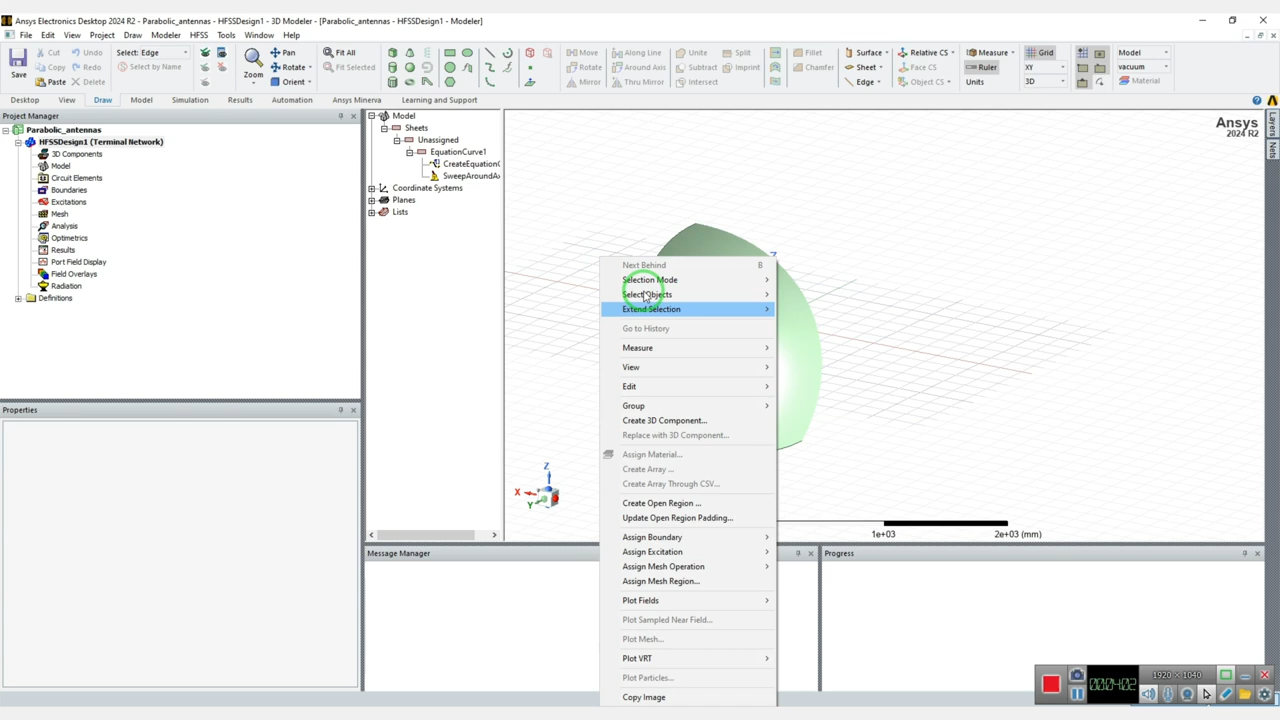 Ansys Electronics Desktop 2024 R2 - Parabolic_antennas - HFSSDesign1 - 3D Modeler - [Parabolic_antennas - HFSSDesign1 - Modeler]
File Edit View Project Draw Modeler HFSS Tools Window Help
Save
Cut Undo
Copy Redo
Paste Delete
Select: Edge
Select by Name
Zoom
Pan
Rotate
Orient
Fit All
Fit Selected
Move Along Line
Rotate Around Axis
Mirror Thru Mirror
Unite Split
Subtract Imprint
Intersect
Fillet
Chamfer
Surface
Sheet
Edge
Relative CS
Face CS
Object CS
Measure
Ruler
Units
Grid
XY
3D
Model
vacuum
Material
Desktop View Draw Model Simulation Results Automation Ansys Minerva Learning and Support
Project Manager
Parabolic_antennas
HFSSDesign1 (Terminal Network)
3D Components
Model
Circuit Elements
Boundaries
Excitations
Mesh
Analysis
Optimetrics
Results
Port Field Display
Field Overlays
Radiation
Definitions
Properties
Model
Sheets
Unassigned
EquationCurve1
CreateEquation
SweepAroundAx
Coordinate Systems
Planes
Lists
Ansys
2024 R2
Layers
Nets
Z
Next Behind B
Selection Mode
Select Objects
Extend Selection
Go to History
Measure
View
Edit
Group
Create 3D Component...
Replace with 3D Component...
Assign Material...
Create Array ...
Create Array Through CSV...
Create Open Region ...
Update Open Region Padding...
Assign Boundary
Assign Excitation
Assign Mesh Operation
Assign Mesh Region...
Plot Fields
Plot Sampled Near Field...
Plot Mesh...
Plot VRT
Plot Particles...
Copy Image
Z
X
Y
1e+03 2e+03 (mm)
Message Manager
Progress
00:04:02
1920 × 1040